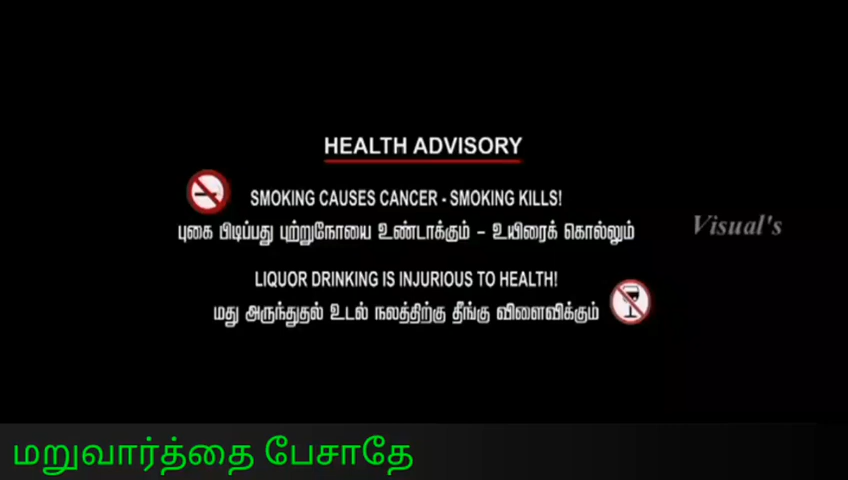 HEALTH ADVISORY
SMOKING CAUSES CANCER - SMOKING KILLS!
புகை பிடிப்பது புற்றுநோயை உண்டாக்கும் – உயிரைக் கொல்லும்
Visual's
LIQUOR DRINKING IS INJURIOUS TO HEALTH!
மது அருந்துதல் உடல் நலத்திற்கு தீங்கு விளைவிக்கும்
மறுவார்த்தை பேசாதே